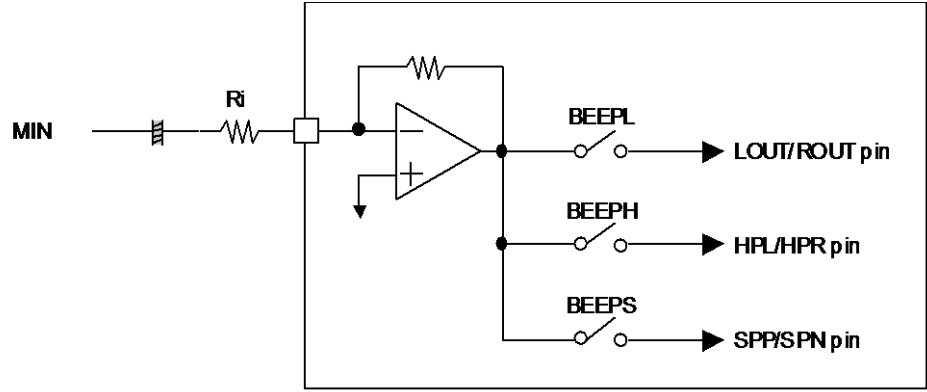 Ri
MIN
BEEPL
LOUT/ROUT pin
BEEPH
HPL/HPR pin
BEEPS
SPP/SPN pin